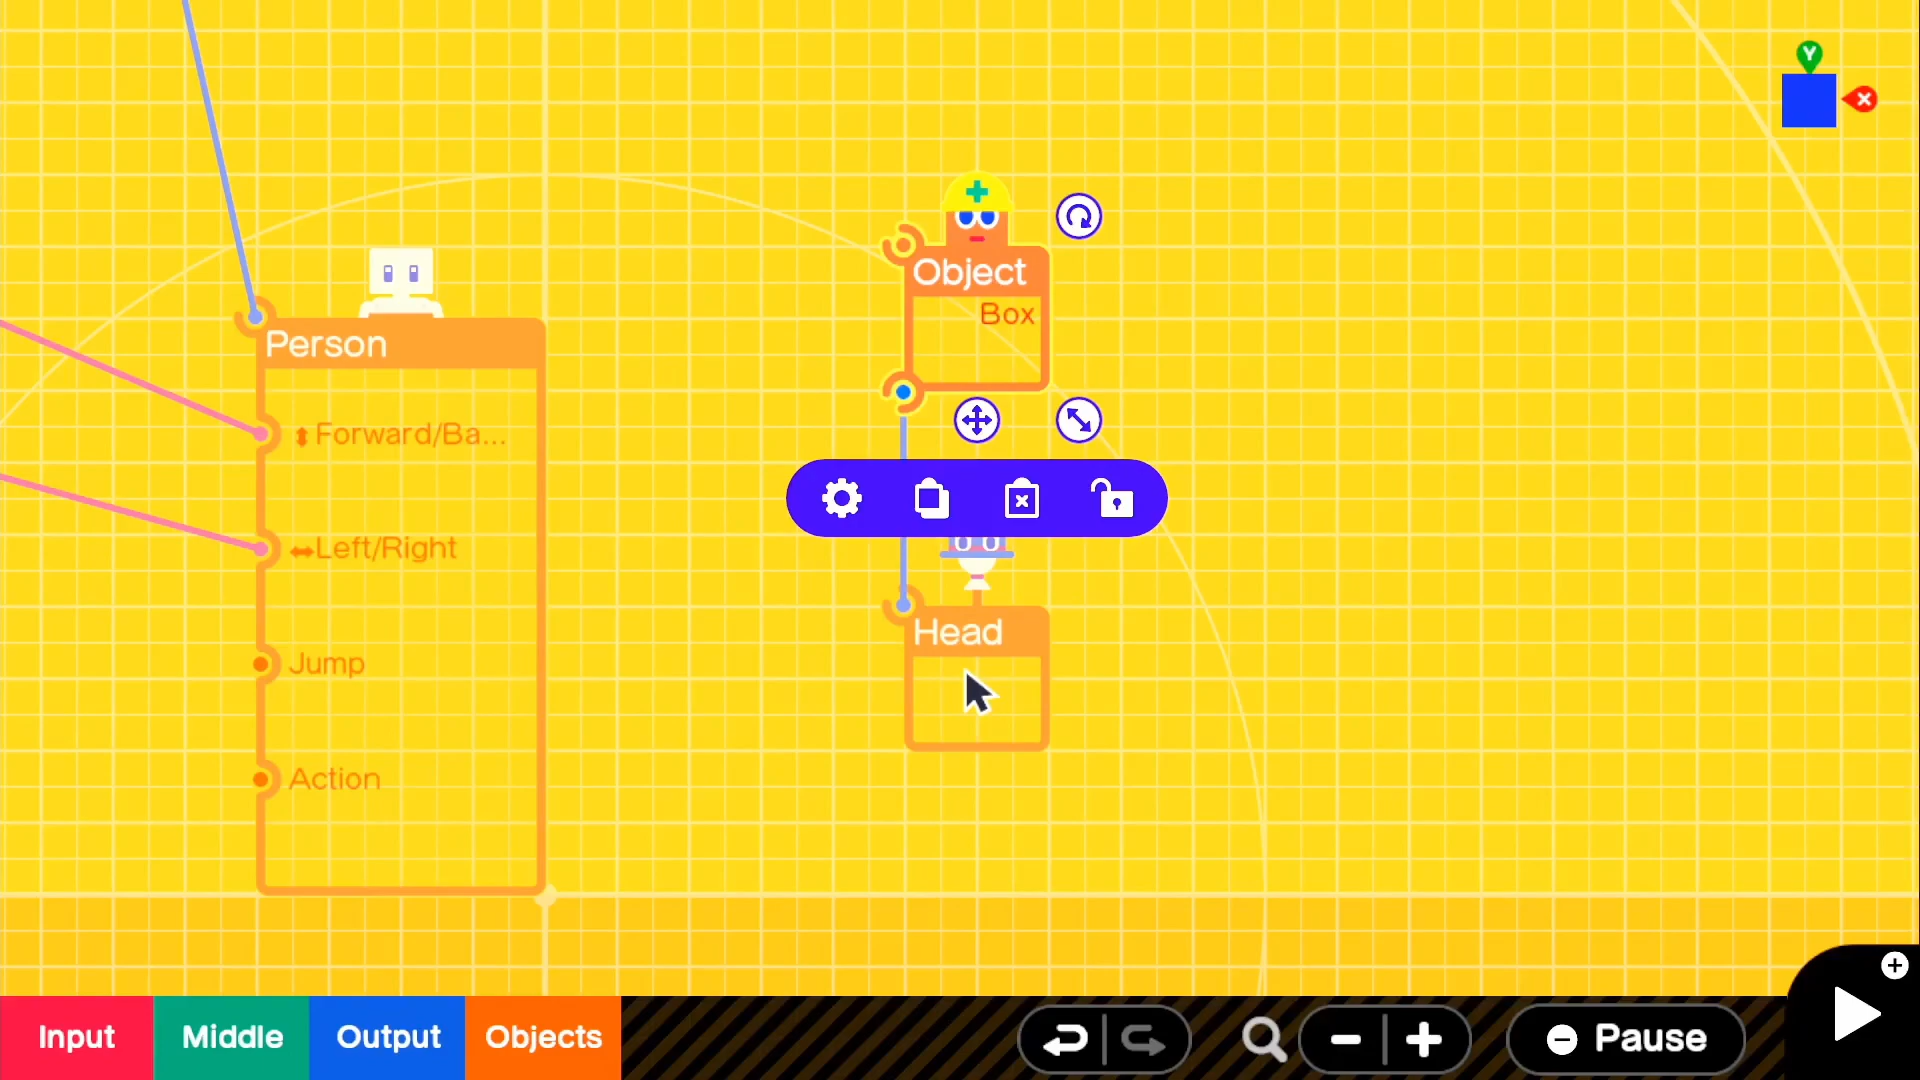 Y
X
Object
Box
Person
Forward/Ba...
Left/Right
Head
Jump
Action
Input
Middle
Output
Objects
Pause